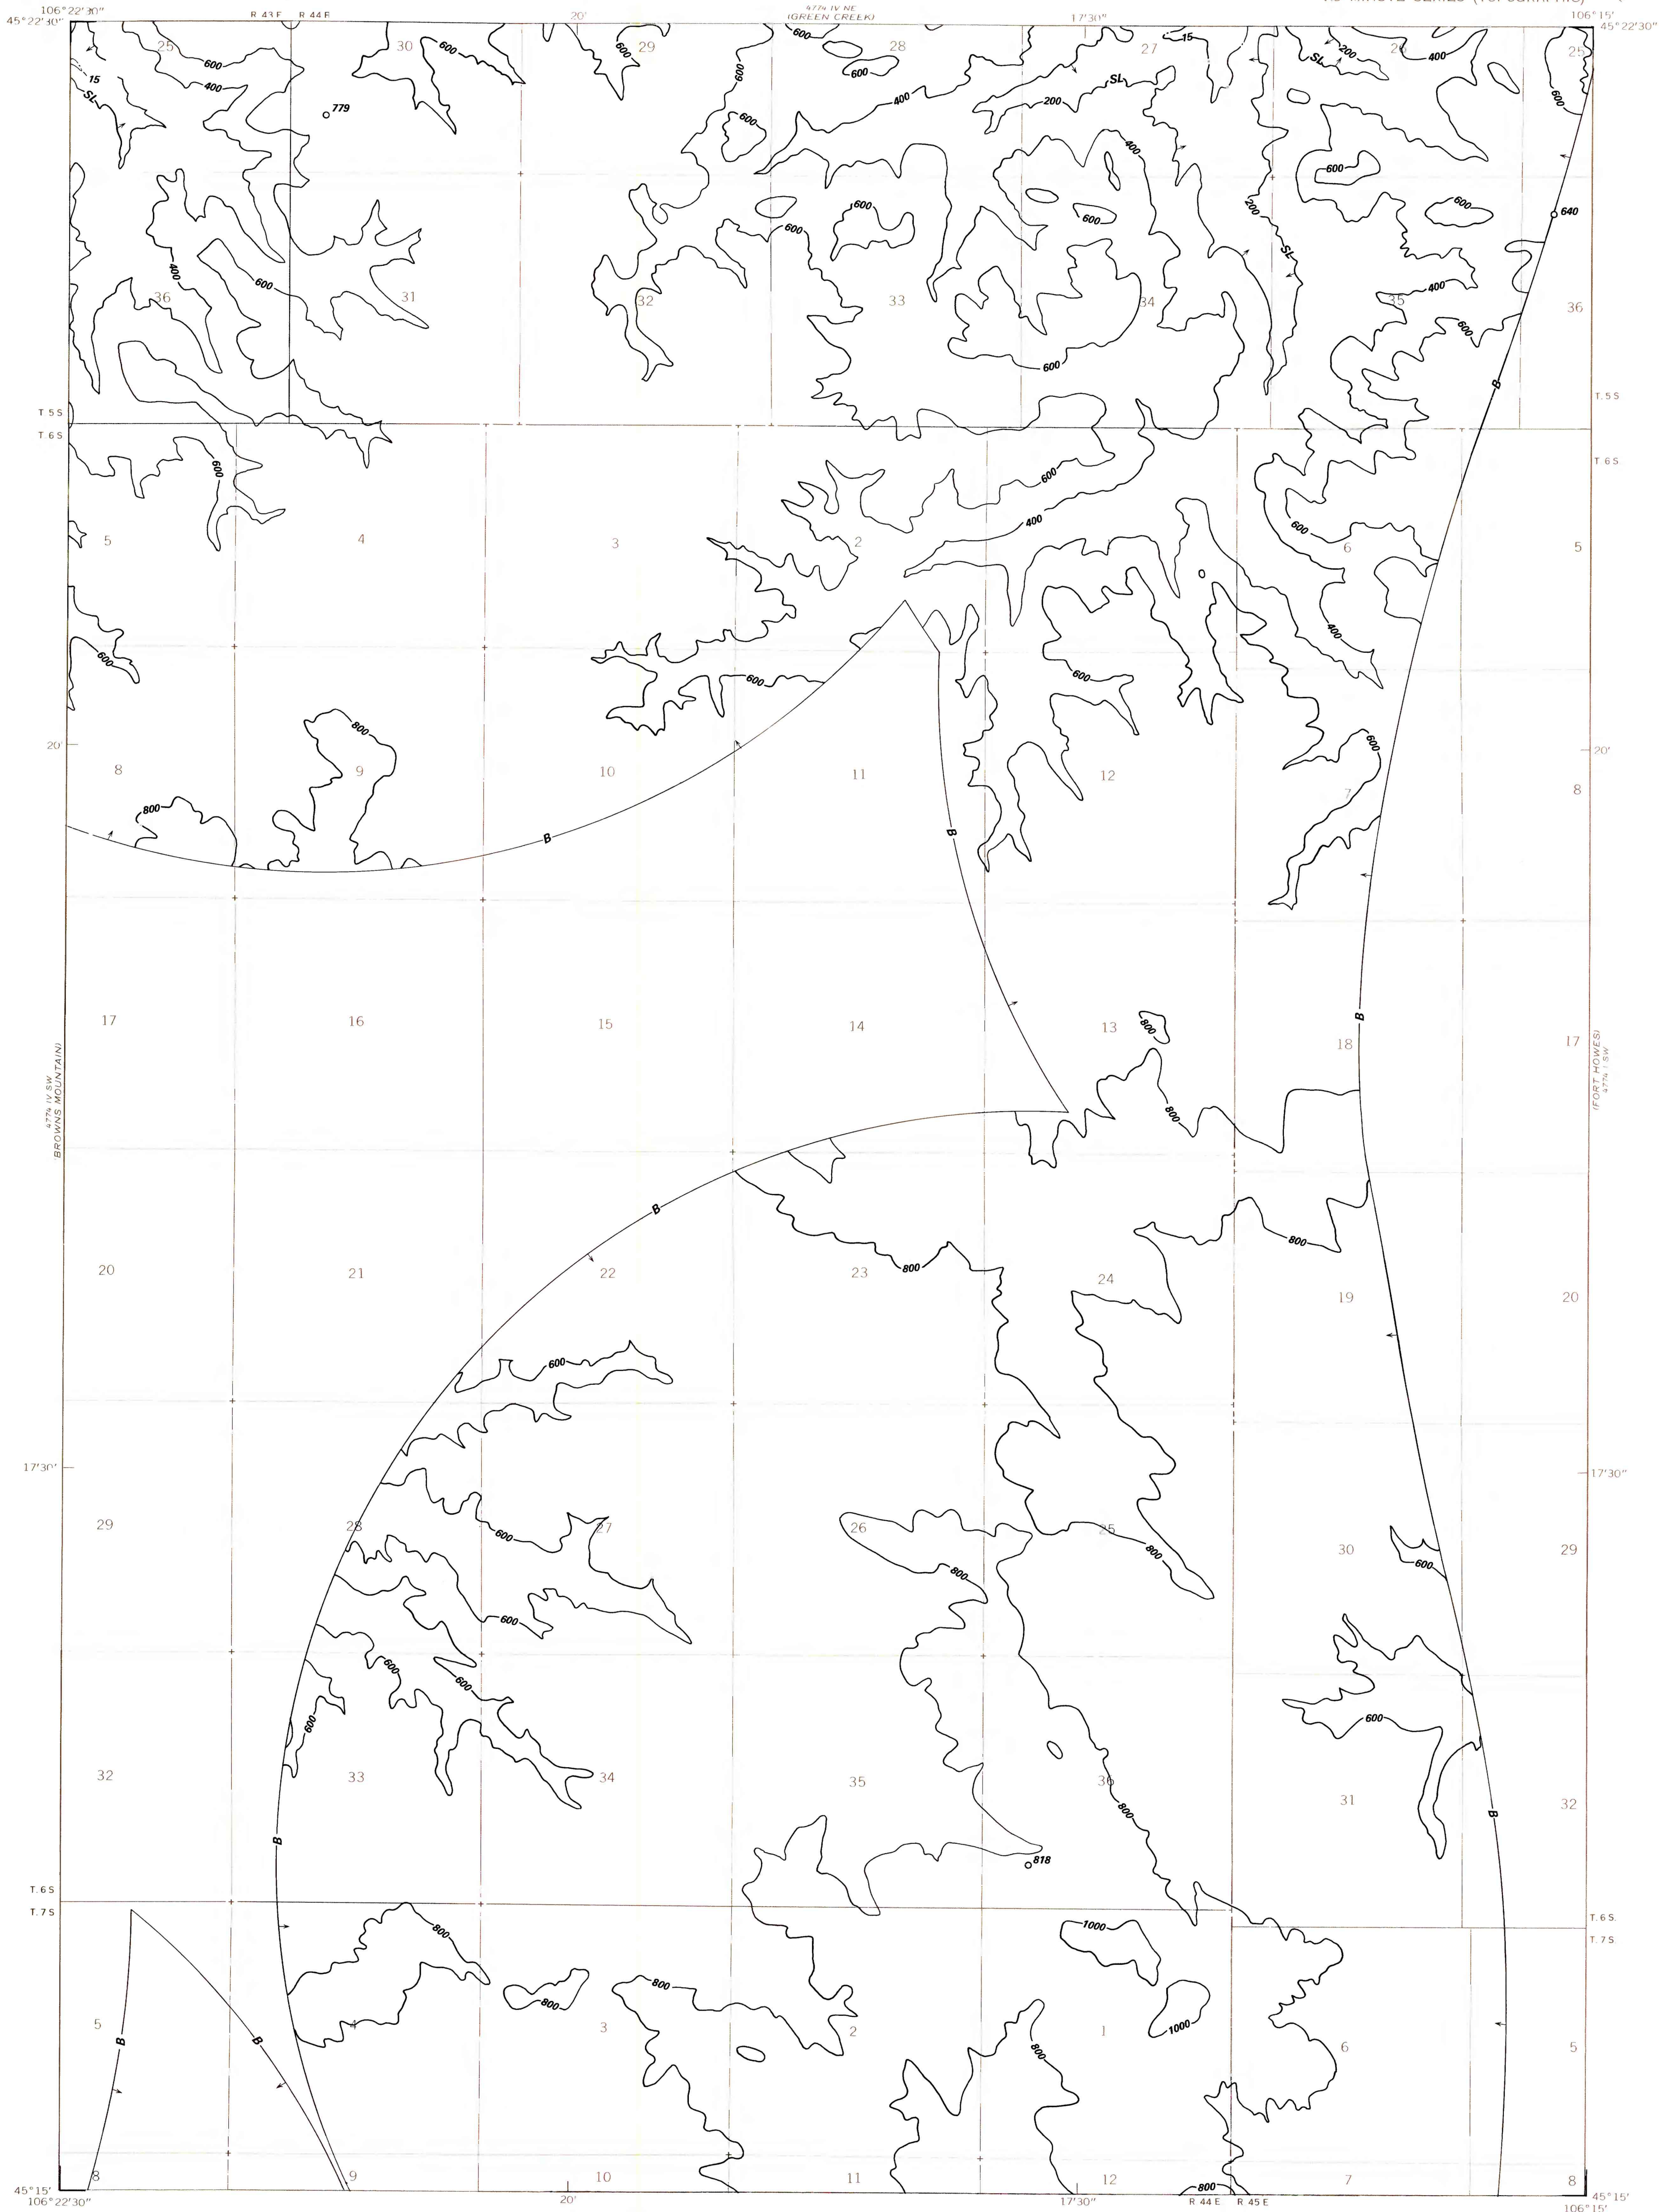 106°22'30"
45°22'30"
R 43 E R 44 E
20'
4774 IV NE
(GREEN CREEK)
17'30"
106°15'
45°22'30"
25 30 29 28 27 26 25
600 600 600 600 600 600 15 200 400 600
15 SL 400 779 600 400 200 SL SL
600 400 600
400 600 600 600 600 200 SL 600 640
36 600 31 32 33 34 400 35 36
600 600 B
T 5 S
T. 6 S
T. 5 S
T. 6 S
600 600 400 600
5 4 3 2 6 5
600 600 600 400
20' 800 600 20'
8 9 10 11 12 7 8
800 B B
17 16 15 14 13 800 18 B 17
4774 IV SW
(BROWNS MOUNTAIN)
(FORT HOWES)
4774 I SW
800
B 800 800
20 21 22 23 24 19 20
600
17'30" 17'30"
29 28 27 26 25 30 29
600 800 800 600
600
600 600 600 600
32 33 34 35 36 31 32
B 800 B
818
T. 6 S
T. 7 S
T. 6 S.
T. 7 S
800 1000
800 800 1000
5 4 3 2 1 6 5
B B 800
8 9 10 11 12 7 8
800
45°15'
106°22'30"
20'
17'30"
R 44 E R 45 E
45°15'
106°15'